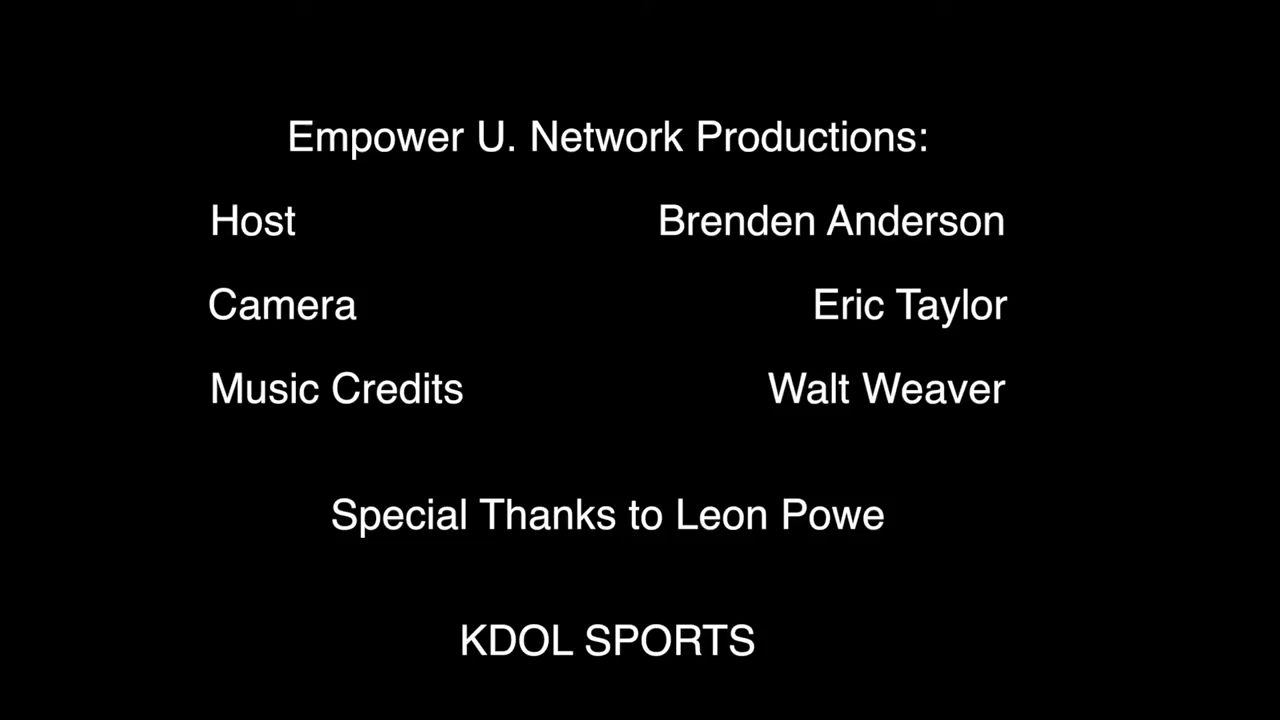 Empower U. Network Productions:
Host Brenden Anderson
Camera Eric Taylor
Music Credits Walt Weaver
Special Thanks to Leon Powe
KDOL SPORTS